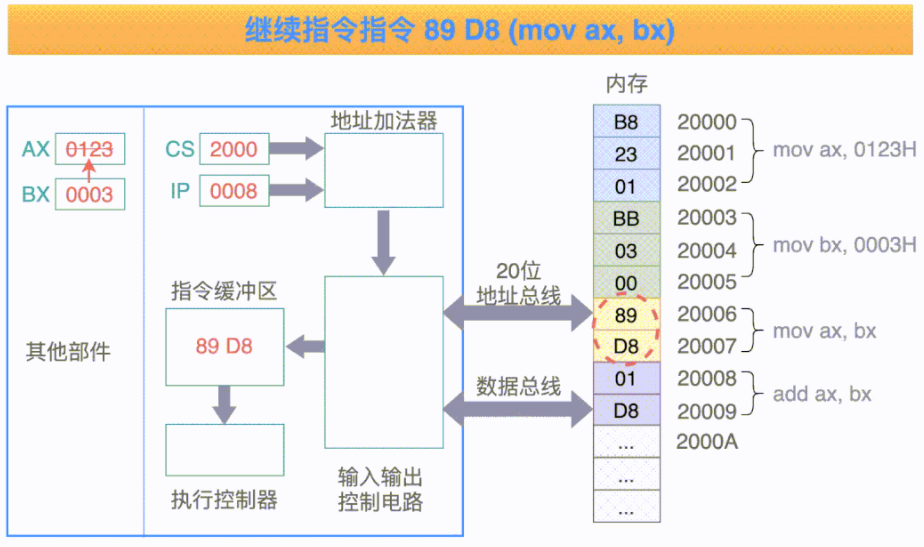 继续指令指令 89 D8 (mov ax, bx)
内存
地址加法器
AX 0123
BX 0003
CS 2000
IP 0008
其他部件
指令缓冲区
89 D8
执行控制器
输入输出
控制电路
20位
地址总线
数据总线
B8 20000
23 20001
01 20002
mov ax, 0123H
BB 20003
03 20004
00 20005
mov bx, 0003H
89 20006
D8 20007
mov ax, bx
01 20008
D8 20009
add ax, bx
... 2000A
...
...